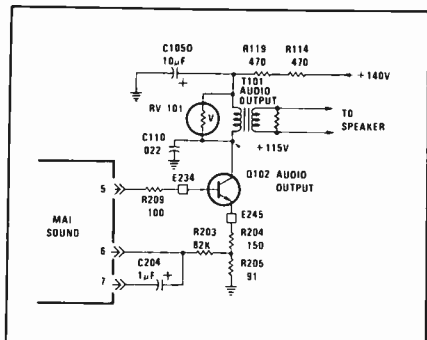 C105D
10μF
+
R119
470
R114
470
+140V
T101
AUDIO
OUTPUT
RV 101
V
TO
SPEAKER
C110
022
+115V
Q102 AUDIO
OUTPUT
E234
5
R209
100
E245
MAI
SOUND
R203
82K
R204
150
6
R205
91
C204
1μF
+
7